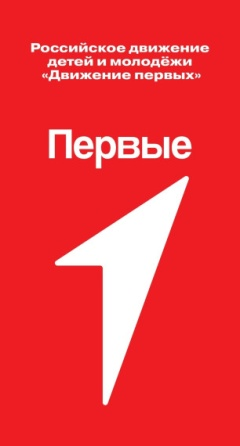 Российское движение
детей и молодёжи
«Движение первых»
Первые